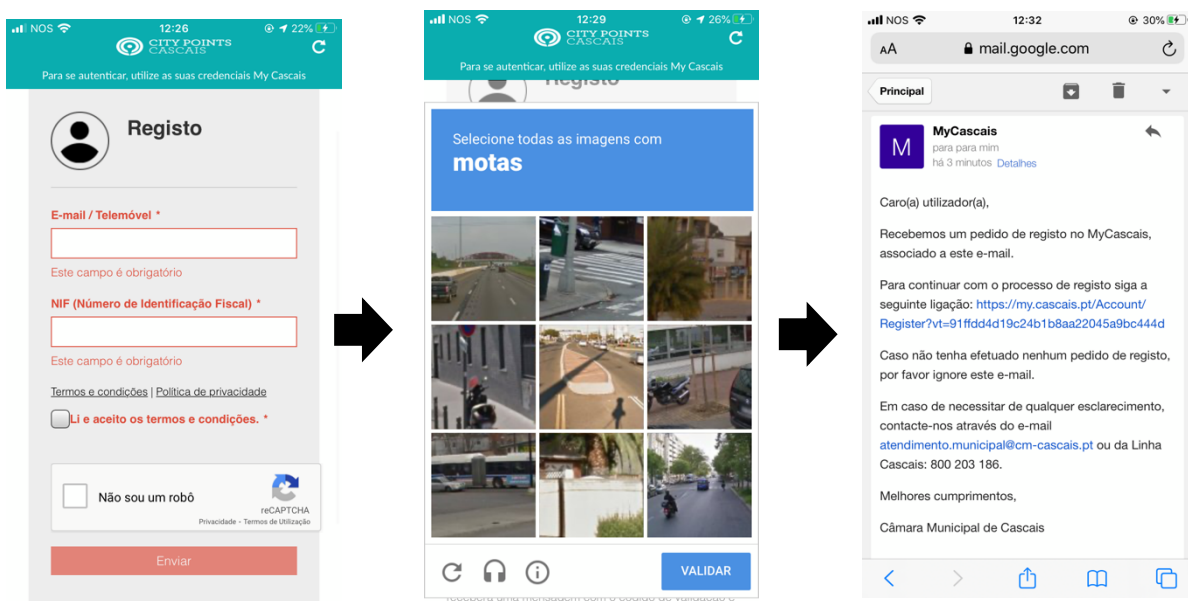 NOS 12:26 22%
CITY POINTS
CASCAIS
Para se autenticar, utilize as suas credenciais My Cascais
Registo
E-mail / Telemóvel *
Este campo é obrigatório
NIF (Número de Identificação Fiscal) *
Este campo é obrigatório
Termos e condições | Política de privacidade
Li e aceito os termos e condições. *
Não sou um robô
reCAPTCHA
Privacidade - Termos de Utilização
Enviar
NOS 12:29 26%
CITY POINTS
CASCAIS
Para se autenticar, utilize as suas credenciais My Cascais
Registo
Selecione todas as imagens com
motas
VALIDAR
receberá uma mensagem com o código de validação e
NOS 12:32 30%
AA mail.google.com
Principal
M
MyCascais
para para mim
há 3 minutos Detalhes
Caro(a) utilizador(a),
Recebemos um pedido de registo no MyCascais,
associado a este e-mail.
Para continuar com o processo de registo siga a
seguinte ligação: https://my.cascais.pt/Account/
Register?vt=91ffdd4d19c24b1b8aa22045a9bc444d
Caso não tenha efetuado nenhum pedido de registo,
por favor ignore este e-mail.
Em caso de necessitar de qualquer esclarecimento,
contacte-nos através do e-mail
atendimento.municipal@cm-cascais.pt ou da Linha
Cascais: 800 203 186.
Melhores cumprimentos,
Câmara Municipal de Cascais